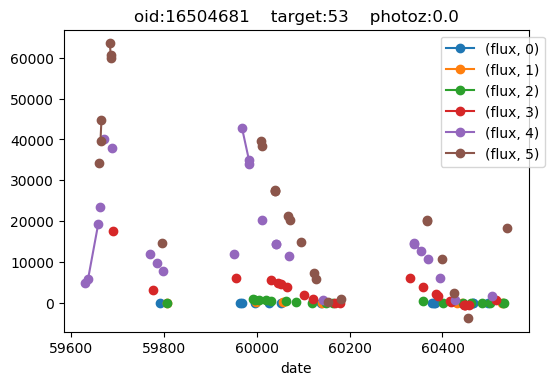 oid:16504681    target:53    photoz:0.0
60000
50000
40000
30000
20000
10000
0
59600
59800
60000
60200
60400
date
(flux, 0)
(flux, 1)
(flux, 2)
(flux, 3)
(flux, 4)
(flux, 5)